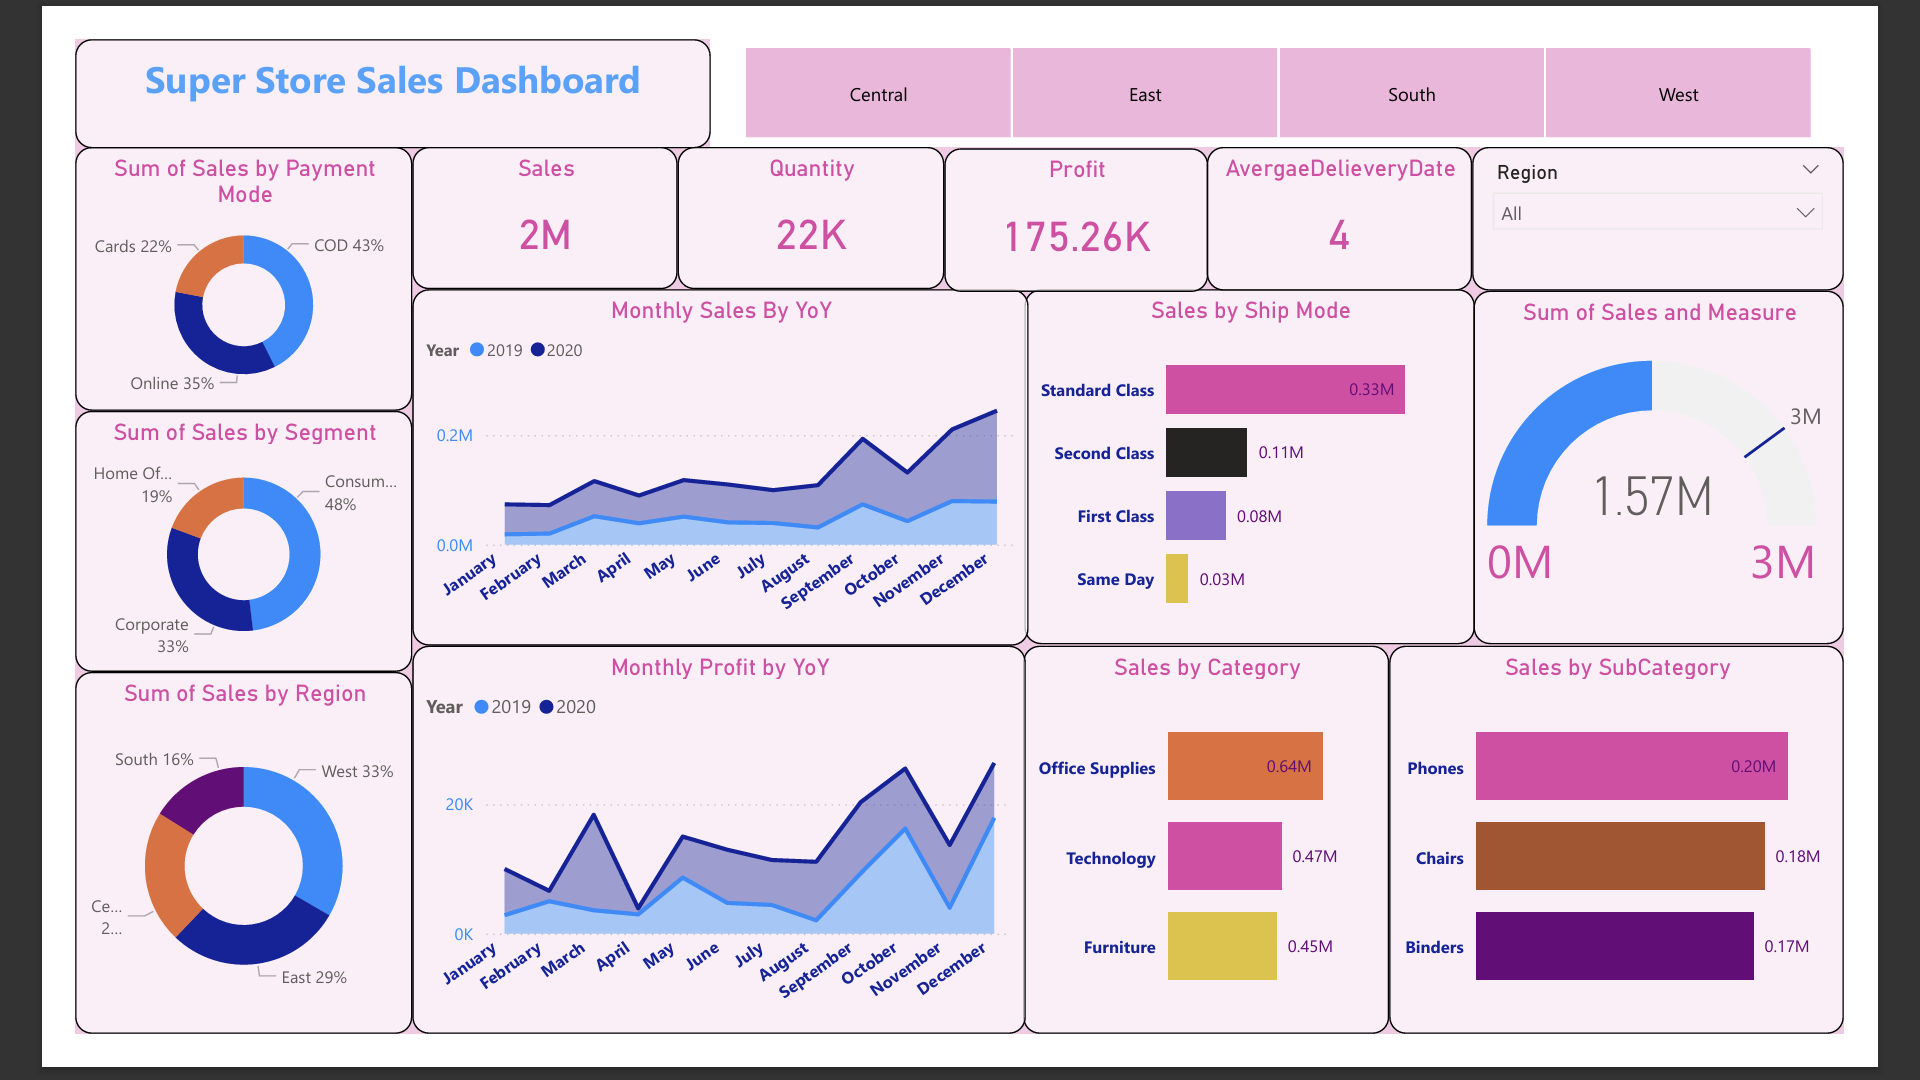 Super Store Sales Dashboard
Central
East
South
West
Sum of Sales by Payment
Mode
Cards 22%
COD 43%
Online 35%
Sales
2M
Quantity
22K
Profit
175.26K
AvergaeDelieveryDate
4
Region
All
Sum of Sales by Segment
Home Of...
19%
Consum...
48%
Corporate
33%
Monthly Sales By YoY
Year 2019 2020
0.2M
0.0M
January
February
March
April
May
June
July
August
September
October
November
December
Sales by Ship Mode
Standard Class 0.33M
Second Class 0.11M
First Class 0.08M
Same Day 0.03M
Sum of Sales and Measure
3M
1.57M
0M 3M
Sum of Sales by Region
South 16%
West 33%
Ce...
2...
East 29%
Monthly Profit by YoY
Year 2019 2020
20K
0K
January
February
March
April
May
June
July
August
September
October
November
December
Sales by Category
Office Supplies 0.64M
Technology 0.47M
Furniture 0.45M
Sales by SubCategory
Phones 0.20M
Chairs 0.18M
Binders 0.17M